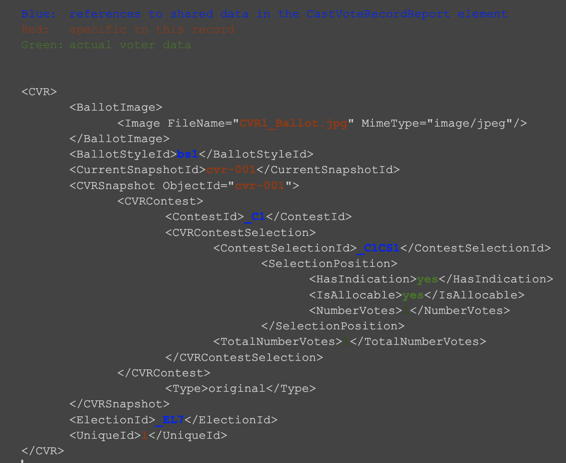 Blue: references to shared data in the CastVoteRecordReport element
Red: specific to this record
Green: actual voter data
<CVR>
<BallotImage>
<Image FileName="CVR1_Ballot.jpg" MimeType="image/jpeg"/>
</BallotImage>
<BallotStyleId>bs1</BallotStyleId>
<CurrentSnapshotId>cvr-001</CurrentSnapshotId>
<CVRSnapshot ObjectId="cvr-001">
<CVRContest>
<ContestId>_C1</ContestId>
<CVRContestSelection>
<ContestSelectionId>_C1CS1</ContestSelectionId>
<SelectionPosition>
<HasIndication>yes</HasIndication>
<IsAllocable>yes</IsAllocable>
<NumberVotes> </NumberVotes>
</SelectionPosition>
<TotalNumberVotes> </TotalNumberVotes>
</CVRContestSelection>
</CVRContest>
<Type>original</Type>
</CVRSnapshot>
<ElectionId>_EL7</ElectionId>
<UniqueId>1</UniqueId>
</CVR>